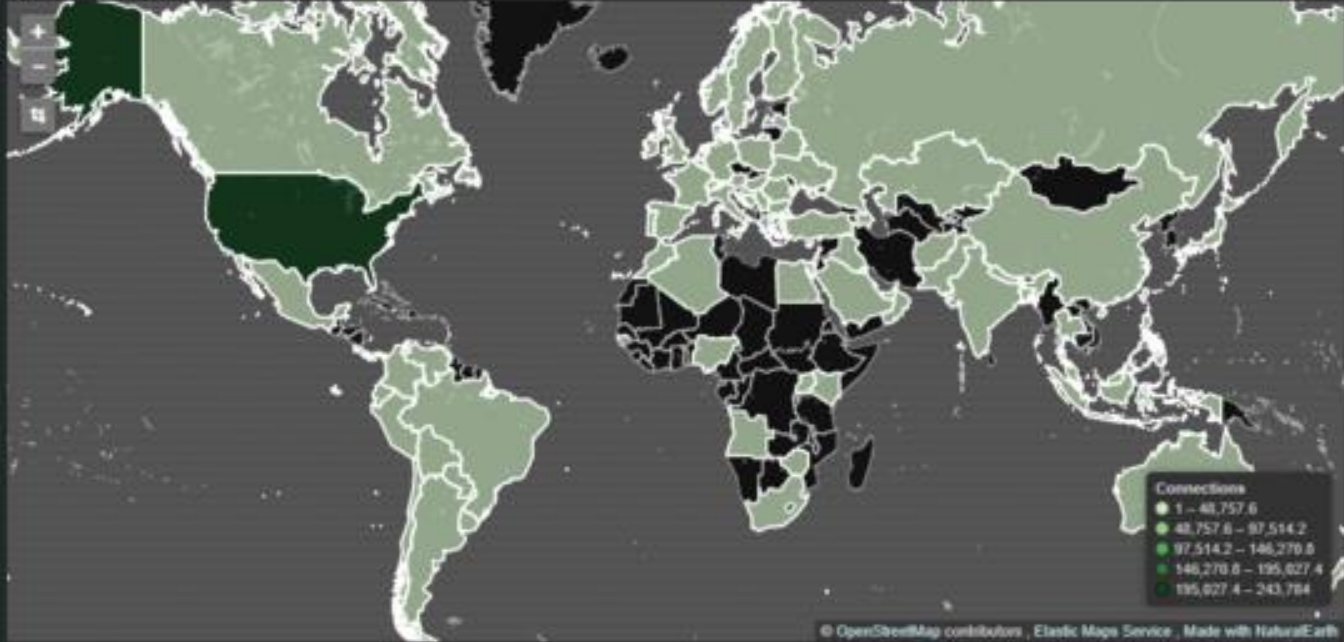 +
−
Connections
1 – 48,757.6
48,757.6 – 97,514.2
97,514.2 – 146,270.8
146,270.8 – 195,027.4
195,027.4 – 243,784
© OpenStreetMap contributors , Elastic Maps Service , Made with NaturalEarth